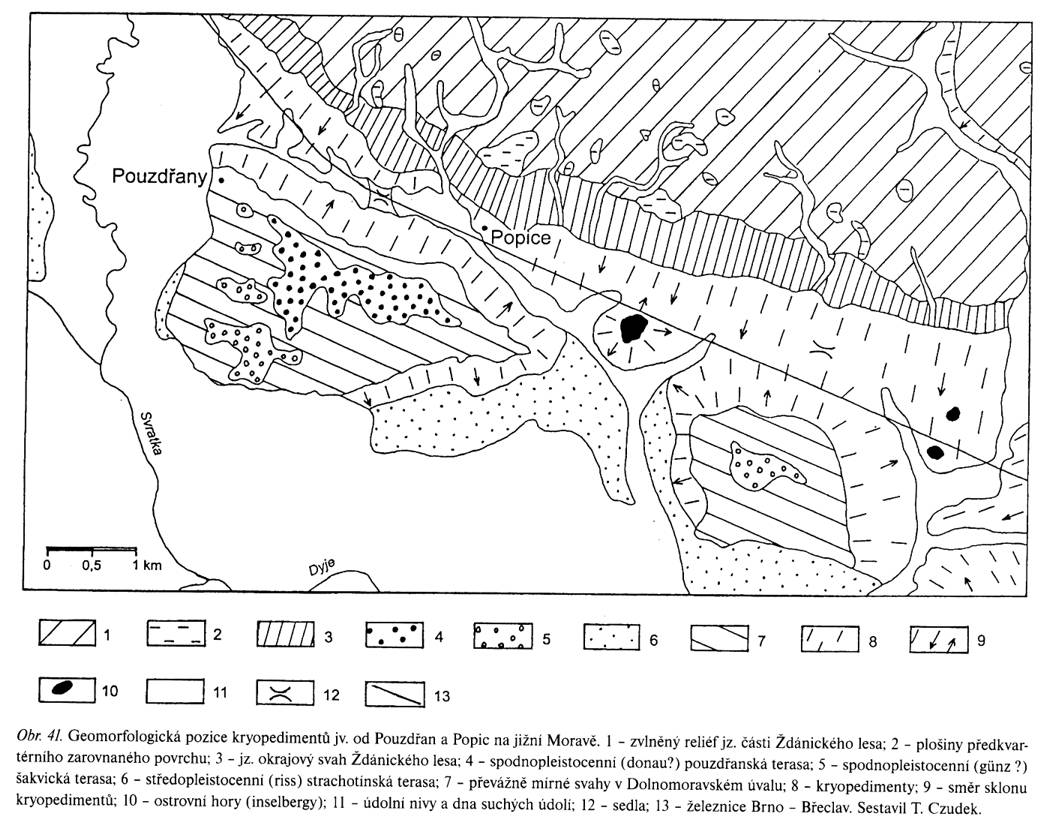 Pouzdřany
Popice
Svratka
0 0,5 1 km
Dyje
1
2
3
4
5
6
7
8
9
10
11
12
13
Obr. 41. Geomorfologická pozice kryopedimentů jv. od Pouzdřan a Popic na jižní Moravě. 1 – zvlněný reliéf jz. části Ždánického lesa; 2 – plošiny předkvar-
térního zarovnaného povrchu; 3 – jz. okrajový svah Ždánického lesa; 4 – spodnopleistocenní (donau?) pouzdřanská terasa; 5 – spodnopleistocenní (günz ?)
šakvická terasa; 6 – středopleistocenní (riss) strachotinská terasa; 7 – převážně mírné svahy v Dolnomoravském úvalu; 8 – kryopedimenty; 9 – směr sklonu
kryopedimentů; 10 – ostrovní hory (inselbergy); 11 – údolní nivy a dna suchých údolí; 12 – sedla; 13 – železnice Brno – Břeclav. Sestavil T. Czudek.